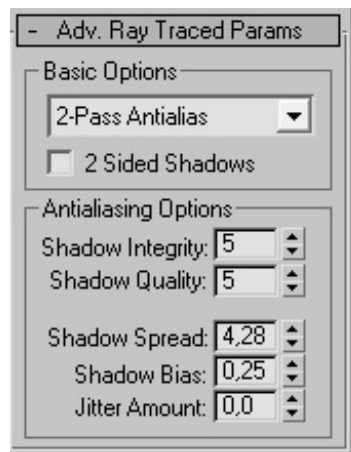 - Adv. Ray Traced Params
Basic Options
2-Pass Antialias
2 Sided Shadows
Antialiasing Options
Shadow Integrity: 5
Shadow Quality: 5
Shadow Spread: 4,28
Shadow Bias: 0,25
Jitter Amount: 0,0